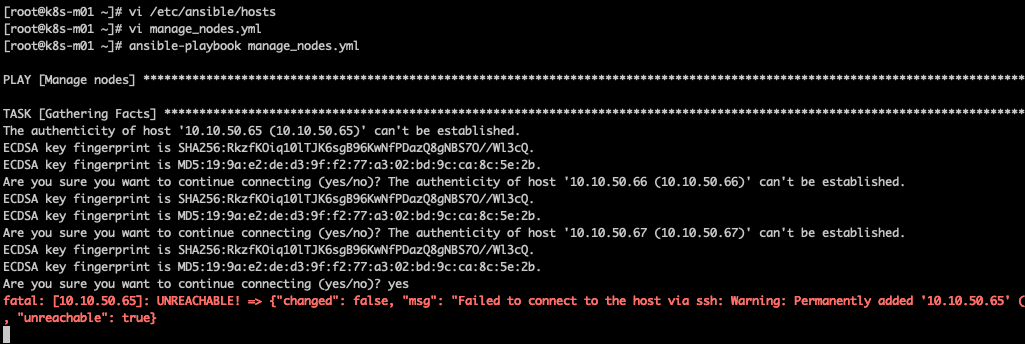 [root@k8s-m01 ~]# vi /etc/ansible/hosts
[root@k8s-m01 ~]# vi manage_nodes.yml
[root@k8s-m01 ~]# ansible-playbook manage_nodes.yml
PLAY [Manage nodes] ******************************************************************************************************************************
TASK [Gathering Facts] ***************************************************************************************************************************
The authenticity of host '10.10.50.65 (10.10.50.65)' can't be established.
ECDSA key fingerprint is SHA256:RkzfKOiq10lTJK6sgB96KwNfPDazQ8gNBS7O//Wl3cQ.
ECDSA key fingerprint is MD5:19:9a:e2:de:d3:9f:f2:77:a3:02:bd:9c:ca:8c:5e:2b.
Are you sure you want to continue connecting (yes/no)? The authenticity of host '10.10.50.66 (10.10.50.66)' can't be established.
ECDSA key fingerprint is SHA256:RkzfKOiq10lTJK6sgB96KwNfPDazQ8gNBS7O//Wl3cQ.
ECDSA key fingerprint is MD5:19:9a:e2:de:d3:9f:f2:77:a3:02:bd:9c:ca:8c:5e:2b.
Are you sure you want to continue connecting (yes/no)? The authenticity of host '10.10.50.67 (10.10.50.67)' can't be established.
ECDSA key fingerprint is SHA256:RkzfKOiq10lTJK6sgB96KwNfPDazQ8gNBS7O//Wl3cQ.
ECDSA key fingerprint is MD5:19:9a:e2:de:d3:9f:f2:77:a3:02:bd:9c:ca:8c:5e:2b.
Are you sure you want to continue connecting (yes/no)? yes
fatal: [10.10.50.65]: UNREACHABLE! => {"changed": false, "msg": "Failed to connect to the host via ssh: Warning: Permanently added '10.10.50.65' (
, "unreachable": true}